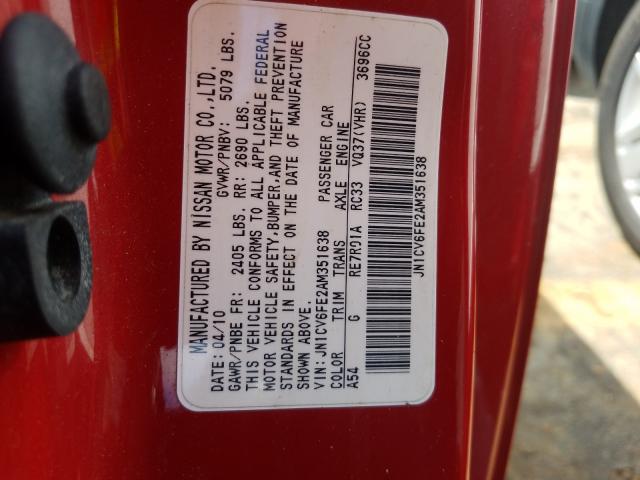 MANUFACTURED BY NISSAN MOTOR CO.,LTD.
DATE: 04/10 GVWR/PNBV: 5079 LBS.
GAWR/PNBE FR: 2405 LBS. RR: 2690 LBS.
THIS VEHICLE CONFORMS TO ALL APPLICABLE FEDERAL
MOTOR VEHICLE SAFETY,BUMPER,AND THEFT PREVENTION
STANDARDS IN EFFECT ON THE DATE OF MANUFACTURE
SHOWN ABOVE.
VIN: JN1CV6FE2AM351638 PASSENGER CAR
COLOR TRIM TRANS AXLE ENGINE
A54 G RE7R01A RC33 VQ37(VHR) 3696CC
JN1CV6FE2AM351638